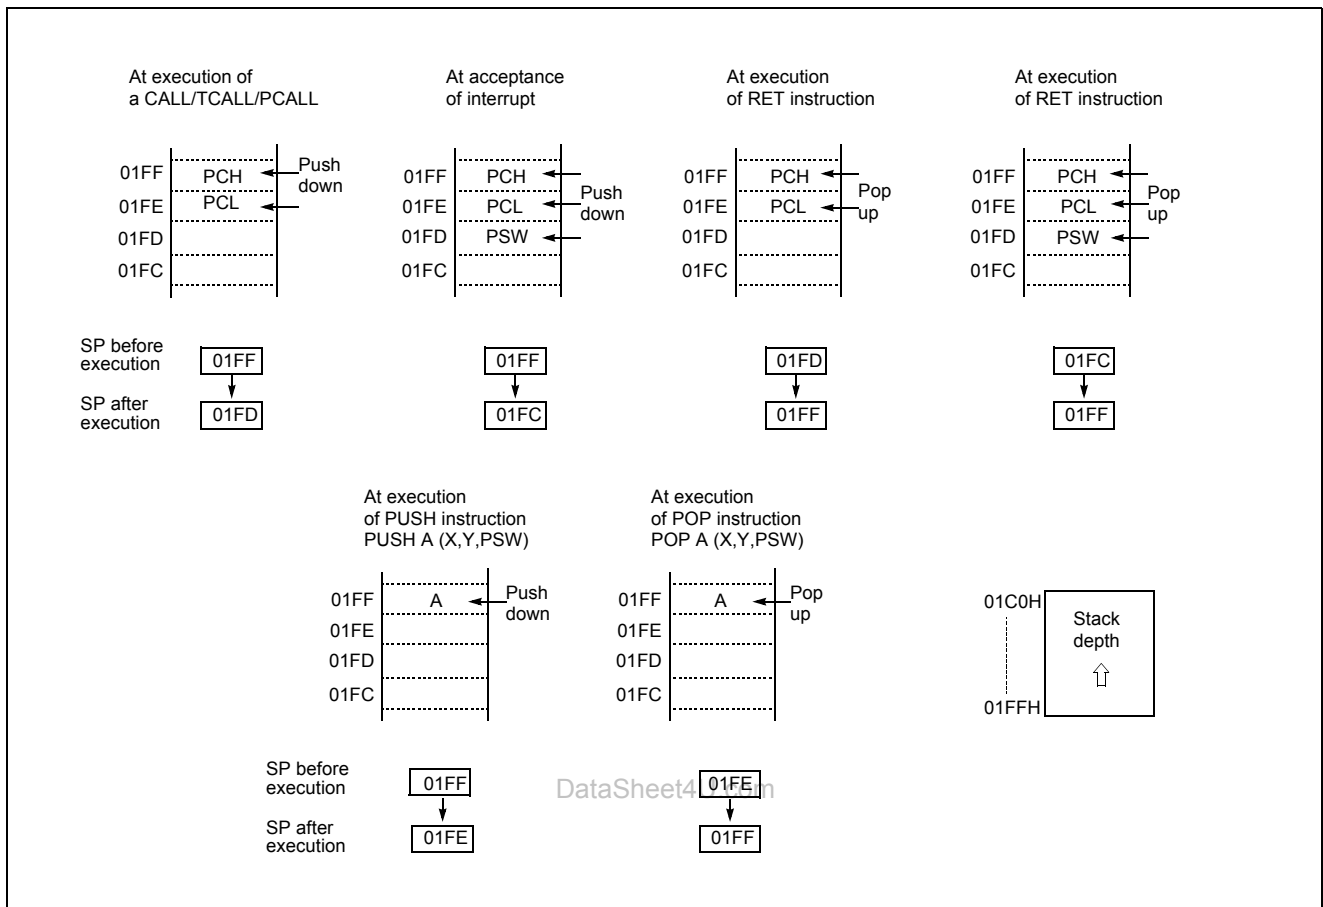 At execution of
a CALL/TCALL/PCALL
01FF
PCH
Push
down
01FE
PCL
01FD
01FC
At acceptance
of interrupt
01FF
PCH
Push
down
01FE
PCL
01FD
PSW
01FC
At execution
of RET instruction
01FF
PCH
Pop
up
01FE
PCL
01FD
01FC
At execution
of RET instruction
01FF
PCH
Pop
up
01FE
PCL
01FD
PSW
01FC
SP before
execution
01FF
01FF
01FD
01FC
SP after
execution
01FD
01FC
01FF
01FF
At execution
of PUSH instruction
PUSH A (X,Y,PSW)
01FF
A
Push
down
01FE
01FD
01FC
At execution
of POP instruction
POP A (X,Y,PSW)
01FF
A
Pop
up
01FE
01FD
01FC
01C0H
Stack
depth
01FFH
SP before
execution
01FF
01FE
DataSheet4U.com
SP after
execution
01FE
01FF